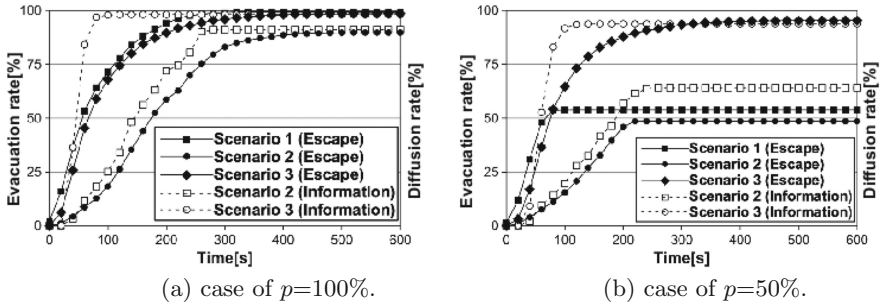 100
75
50
25
0
Evacuation rate[%]
Diffusion rate[%]
Scenario 1 (Escape)
Scenario 2 (Escape)
Scenario 3 (Escape)
Scenario 2 (Information)
Scenario 3 (Information)
0 100 200 300 400 500 600
Time[s]
(a) case of p=100%.
100
75
50
25
0
Evacuation rate[%]
Diffusion rate[%]
Scenario 1 (Escape)
Scenario 2 (Escape)
Scenario 3 (Escape)
Scenario 2 (Information)
Scenario 3 (Information)
0 100 200 300 400 500 600
Time[s]
(b) case of p=50%.